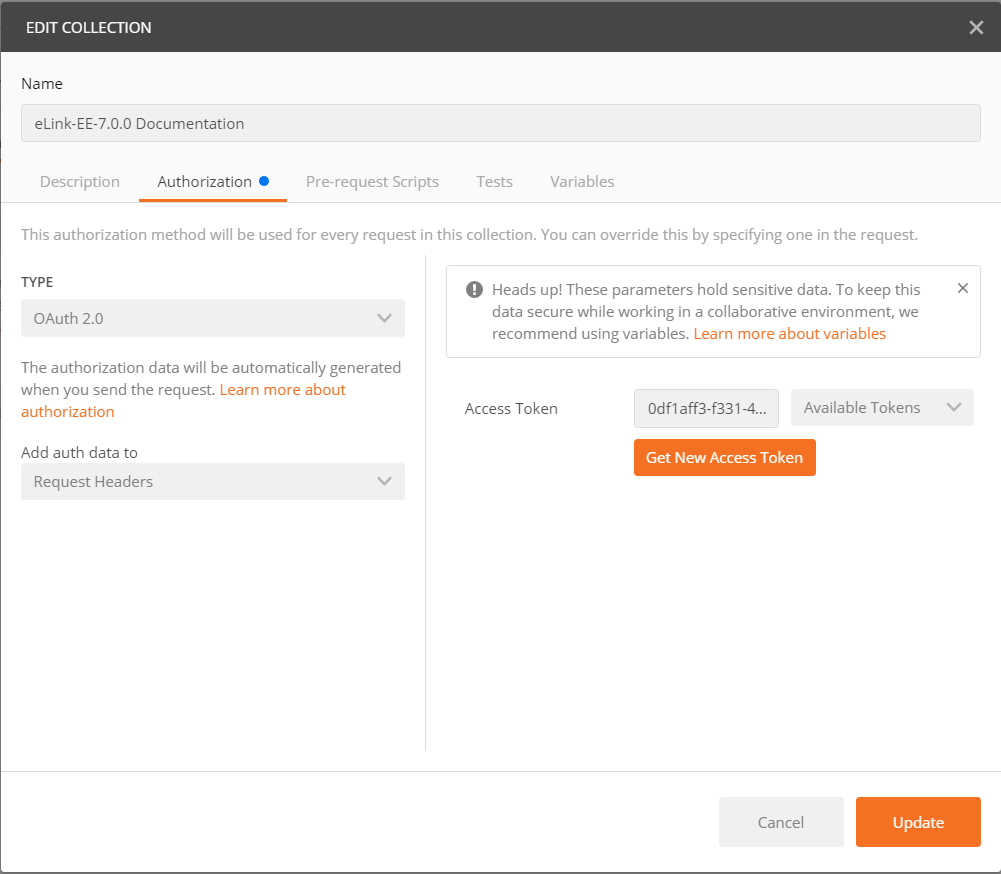 EDIT COLLECTION
Name
eLink-EE-7.0.0 Documentation
Description Authorization Pre-request Scripts Tests Variables
This authorization method will be used for every request in this collection. You can override this by specifying one in the request.
TYPE
OAuth 2.0
The authorization data will be automatically generated
when you send the request. Learn more about
authorization
Add auth data to
Request Headers
Heads up! These parameters hold sensitive data. To keep this
data secure while working in a collaborative environment, we
recommend using variables. Learn more about variables
Access Token 0df1aff3-f331-4... Available Tokens
Get New Access Token
Cancel Update